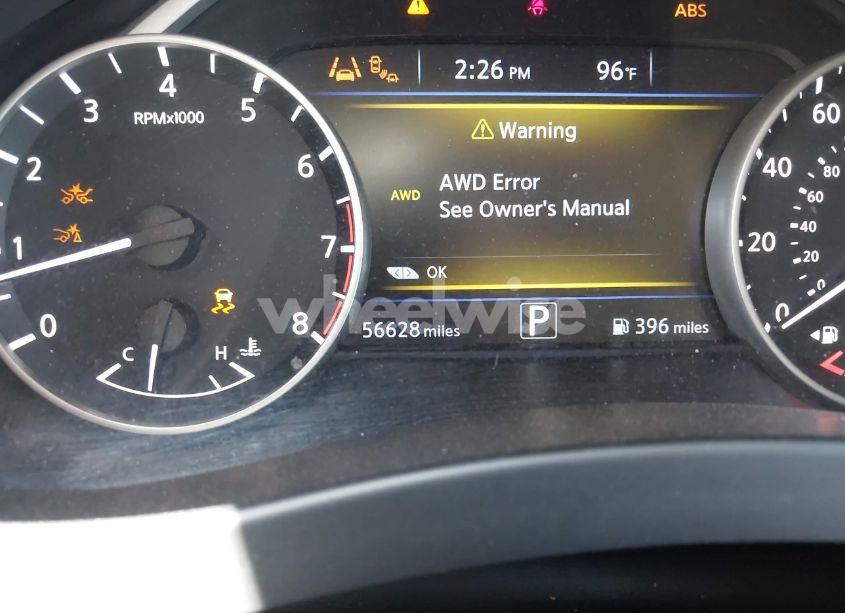 ABS
2:26 PM
96°F
Warning
AWD
AWD Error
See Owner's Manual
OK
56628 miles
P
396 miles
0
1
2
3
4
5
6
7
8
RPMx1000
C
H
0
20
40
60
0
20
40
60
80
wheelwise